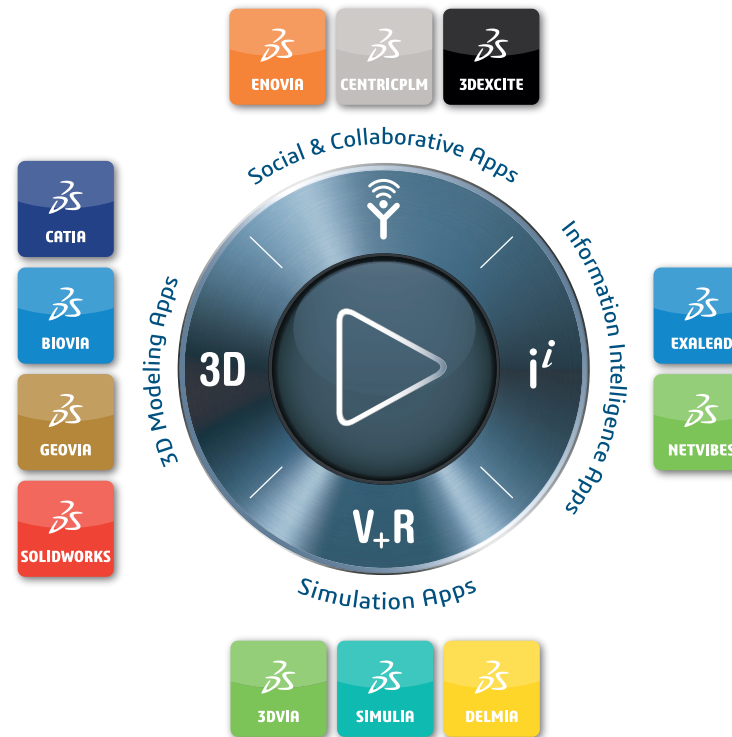 ENOVIA
CENTRICPLM
3DEXCITE
Social & Collaborative Apps
CATIA
BIOVIA
GEOVIA
SOLIDWORKS
3D Modeling Apps
3D
Information Intelligence Apps
i i
EXALEAD
NETVIBES
V+R
Simulation Apps
3DVIA
SIMULIA
DELMIA